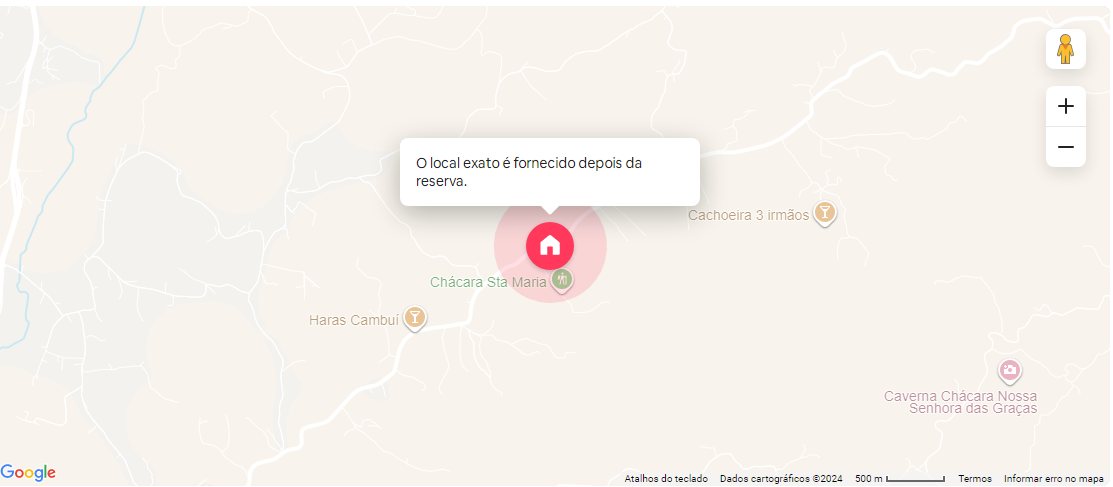 O local exato é fornecido depois da
reserva.
Cachoeira 3 irmãos
Chácara Sta Maria
Haras Cambuí
Caverna Chácara Nossa
Senhora das Graças
Google
Atalhos do teclado
Dados cartográficos ©2024
500 m
Termos
Informar erro no mapa